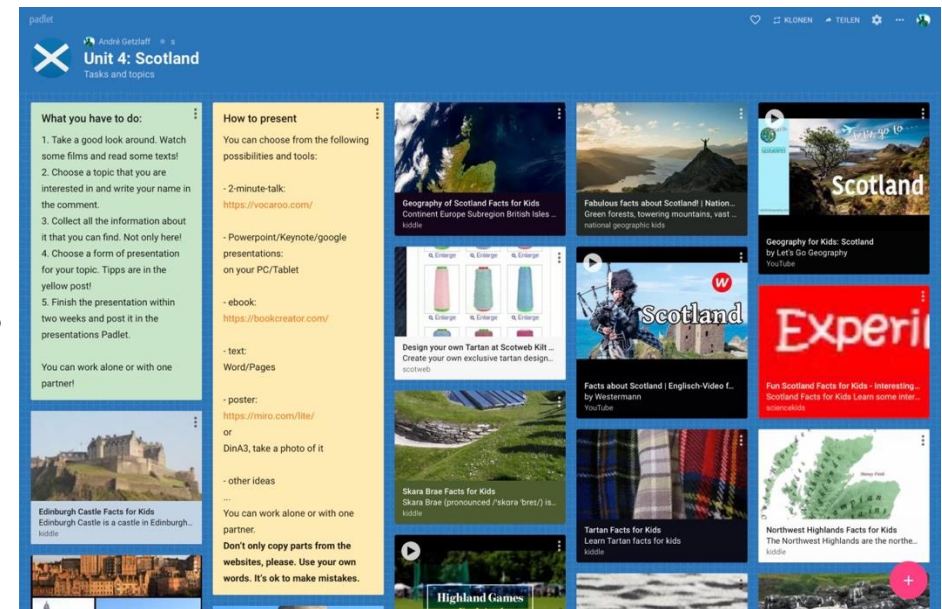 padlet
KLONEN
TEILEN
André Getzlaff
Unit 4: Scotland
Tasks and topics
What you have to do:
1. Take a good look around. Watch
some films and read some texts!
2. Choose a topic that you are
interested in and write your name in
the comment.
3. Collect all the information about
it that you can find. Not only here!
4. Choose a form of presentation
for your topic. Tipps are in the
yellow post!
5. Finish the presentation within
two weeks and post it in the
presentations Padlet.
You can work alone or with one
partner!
Edinburgh Castle Facts for Kids
Edinburgh Castle is a castle in Edinburgh...
kiddle
How to present
You can choose from the following
possibilities and tools:
- 2-minute-talk:
https://vocaroo.com/
- Powerpoint/Keynote/google
presentations:
on your PC/Tablet
- ebook:
https://bookcreator.com/
- text:
Word/Pages
- poster:
https://miro.com/lite/
or
DinA3, take a photo of it
- other ideas
...
You can work alone or with one
partner.
Don't only copy parts from the
websites, please. Use your own
words. It's ok to make mistakes.
Geography of Scotland Facts for Kids
Continent Europe Subregion British Isles ...
kiddle
Enlarge Enlarge Enlarge
Enlarge Enlarge Enlarge
Design your own Tartan at Scotweb Kilt ...
Create your own exclusive tartan design...
scotweb
Skara Brae Facts for Kids
Skara Brae (pronounced /ˈskɑrə ˈbreɪ/) is...
kiddle
Highland Games
Fabulous facts about Scotland! | Nation...
Green forests, towering mountains, vast ...
national geographic kids
W
Scotland
Facts about Scotland | Englisch-Video f...
by Westermann
YouTube
Tartan Facts for Kids
Learn Tartan facts for kids
kiddle
Let's go to...
Scotland
Geography for Kids: Scotland
by Let's Go Geography
YouTube
Experi
Fun Scotland Facts for Kids - Interesting...
Scotland Facts for Kids Learn some inter...
sciencekids
Northwest Highlands Facts for Kids
The Northwest Highlands are the northe...
kiddle
+